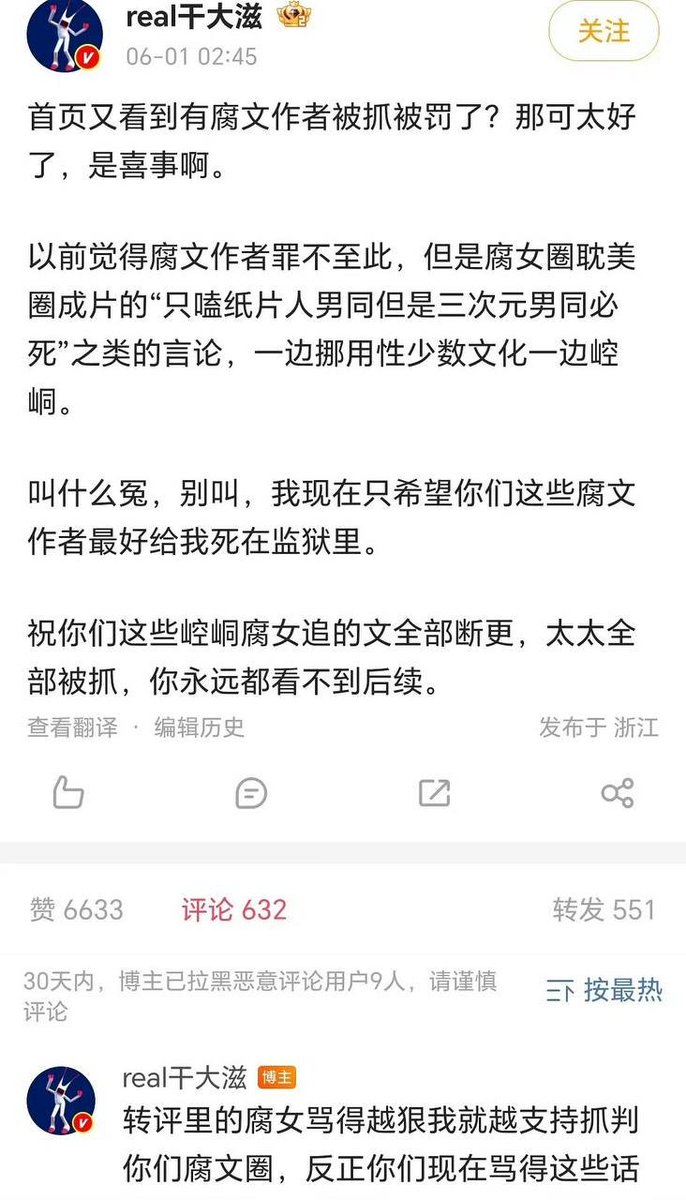 real干大滋
关注
06-01 02:45
首页又看到有腐文作者被抓被罚了？那可太好
了，是喜事啊。
以前觉得腐文作者罪不至此，但是腐女圈耽美
圈成片的“只嗑纸片人男同但是三次元男同必
死”之类的言论，一边挪用性少数文化一边崆
峒。
叫什么冤，别叫，我现在只希望你们这些腐文
作者最好给我死在监狱里。
祝你们这些崆峒腐女追的文全部断更，太太全
部被抓，你永远都看不到后续。
查看翻译 · 编辑历史
发布于 浙江
赞 6633
评论 632
转发 551
30天内，博主已拉黑恶意评论用户9人，请谨慎
评论
按最热
real干大滋 博主
转评里的腐女骂得越狠我就越支持抓判
你们腐文圈，反正你们现在骂得这些话